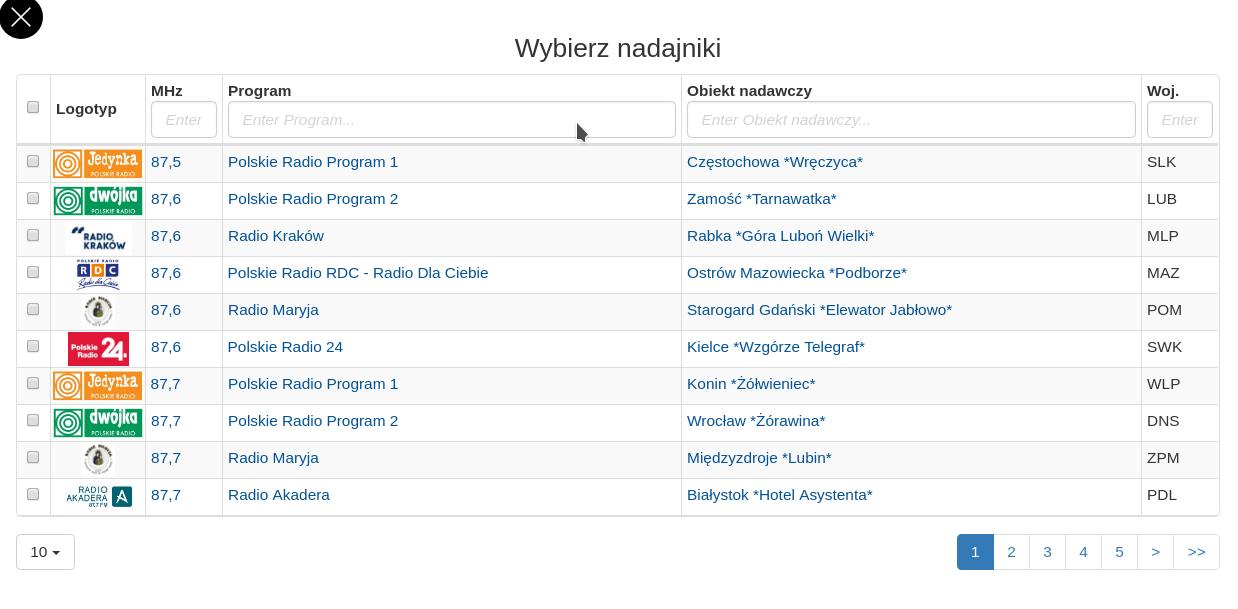 Wybierz nadajniki
Logotyp MHz Program Obiekt nadawczy Woj.
Enter Enter Program... Enter Obiekt nadawczy... Enter
Jedynka POLSKIE RADIO 87,5 Polskie Radio Program 1 Częstochowa *Wręczyca* SLK
dwójka POLSKIE RADIO 87,6 Polskie Radio Program 2 Zamość *Tarnawatka* LUB
RADIO KRAKÓW 87,6 Radio Kraków Rabka *Góra Luboń Wielki* MLP
POLSKIE RADIO RDC Radio dla Ciebie 87,6 Polskie Radio RDC - Radio Dla Ciebie Ostrów Mazowiecka *Podborze* MAZ
87,6 Radio Maryja Starogard Gdański *Elewator Jabłowo* POM
Polskie Radio 24. 87,6 Polskie Radio 24 Kielce *Wzgórze Telegraf* SWK
Jedynka POLSKIE RADIO 87,7 Polskie Radio Program 1 Konin *Żółwieniec* WLP
dwójka POLSKIE RADIO 87,7 Polskie Radio Program 2 Wrocław *Żórawina* DNS
87,7 Radio Maryja Międzyzdroje *Lubin* ZPM
RADIO AKADERA 87,7 FM A 87,7 Radio Akadera Białystok *Hotel Asystenta* PDL
10 1 2 3 4 5 > >>